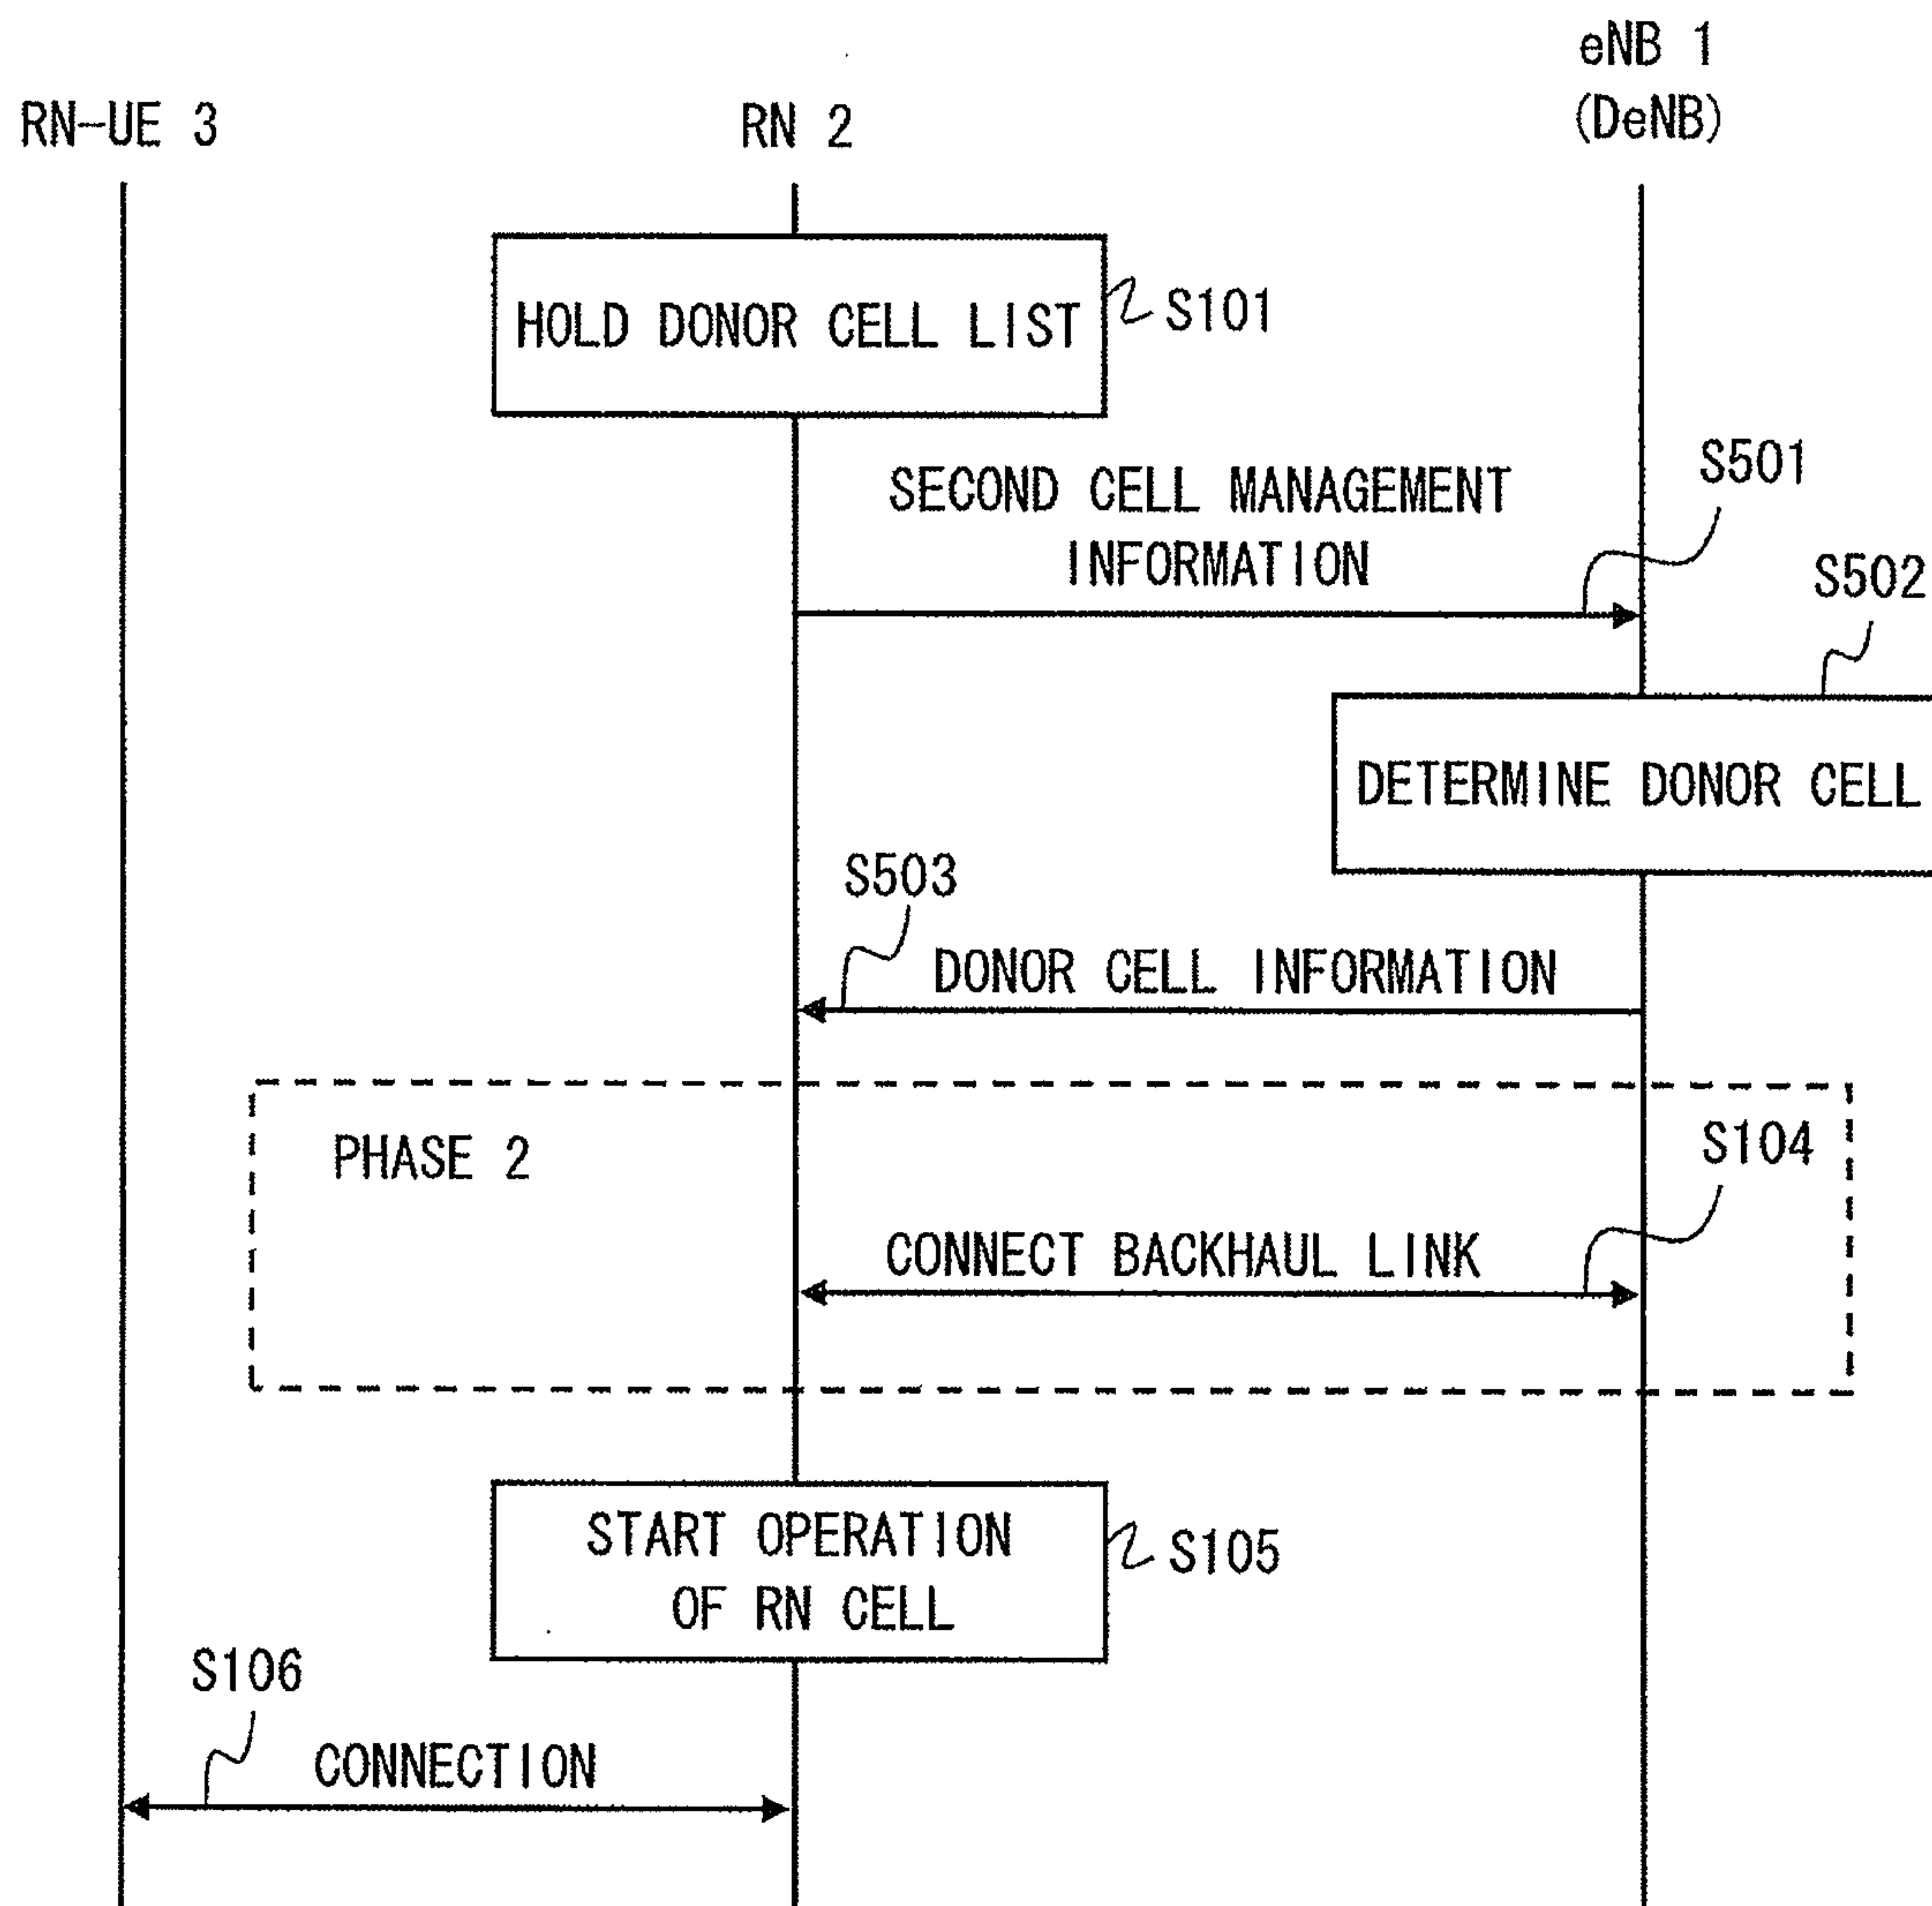 eNB 1
(DeNB)
RN-UE 3
RN 2
HOLD DONOR CELL LIST
S101
SECOND CELL MANAGEMENT
INFORMATION
S501
S502
DETERMINE DONOR CELL
S503
DONOR CELL INFORMATION
PHASE 2
S104
CONNECT BACKHAUL LINK
START OPERATION
OF RN CELL
S105
S106
CONNECTION